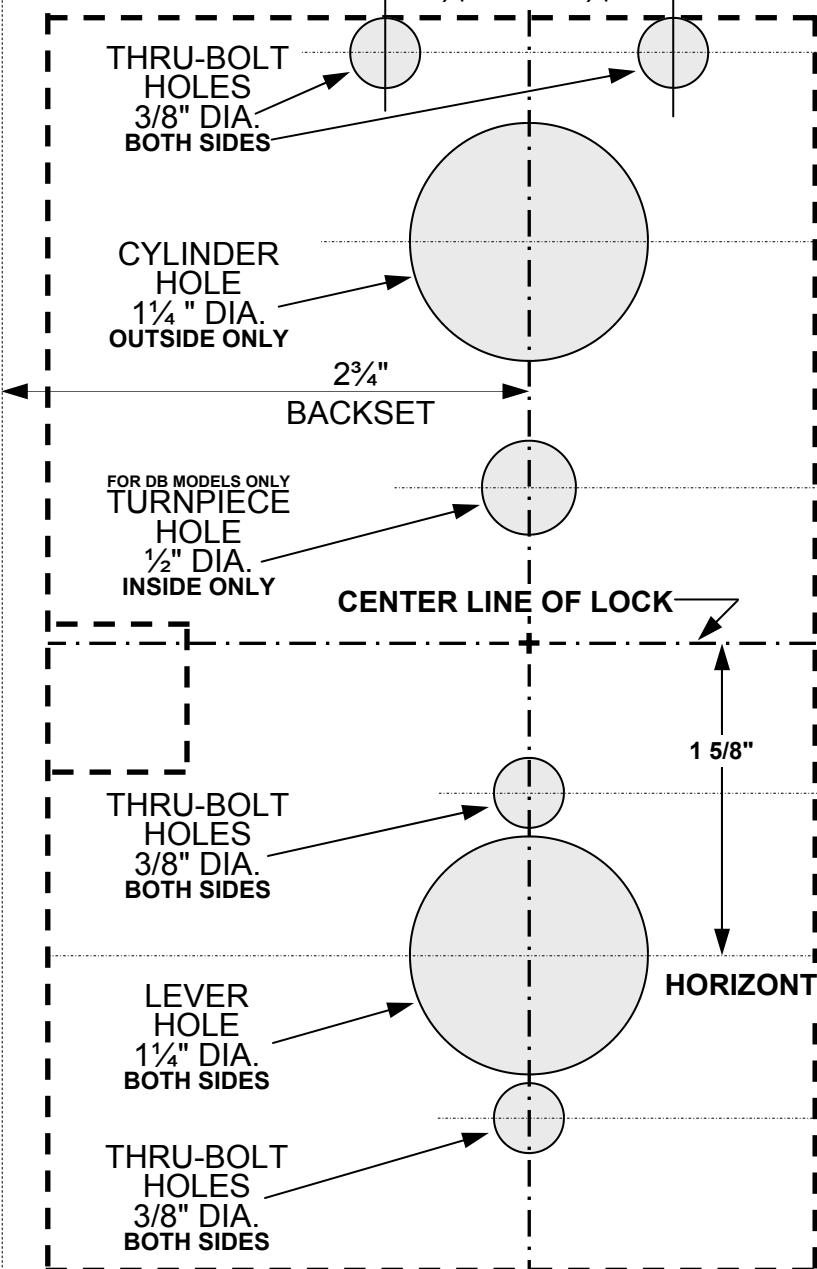 THRU-BOLT
HOLES
3/8" DIA.
BOTH SIDES
CYLINDER
HOLE
1¼ " DIA.
OUTSIDE ONLY
2¾"
BACKSET
FOR DB MODELS ONLY
TURNPIECE
HOLE
½" DIA.
INSIDE ONLY
CENTER LINE OF LOCK
1 5/8"
THRU-BOLT
HOLES
3/8" DIA.
BOTH SIDES
HORIZONT
LEVER
HOLE
1¼" DIA.
BOTH SIDES
THRU-BOLT
HOLES
3/8" DIA.
BOTH SIDES